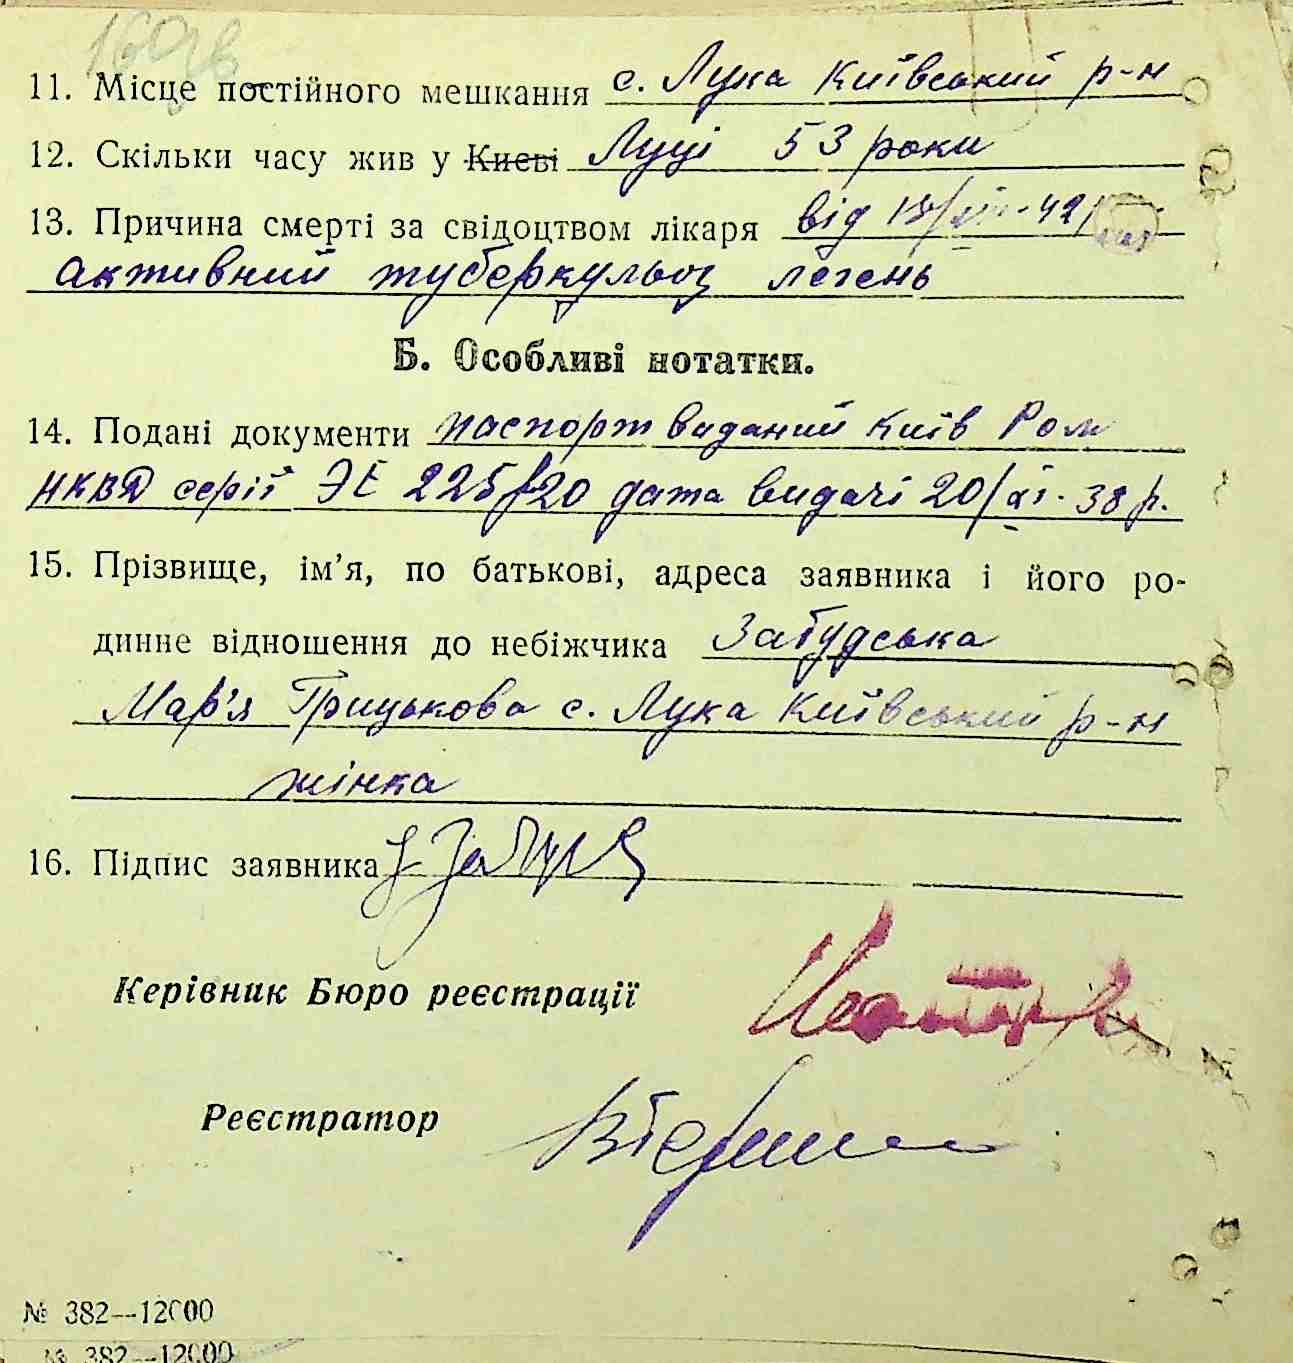 11. Місце постійного мешкання с. Лука Київський р-н
12. Скільки часу жив у Києві Луці 53 роки
13. Причина смерті за свідоцтвом лікаря від
активний туберкульоз легень
Б. Особливі нотатки.
14. Подані документи паспорт виданий Київ Ром
НКВД серії ЭЕ дата видачі 20/XI-38 р.
15. Прізвище, ім’я, по батькові, адреса заявника і його ро-
динне відношення до небіжчика Забудська
Мар’я Грицькова с. Лука Київський р-н
жінка
16. Підпис заявника
Керівник Бюро реєстрації
Реєстратор
№ 382—12000
№ 382—12000